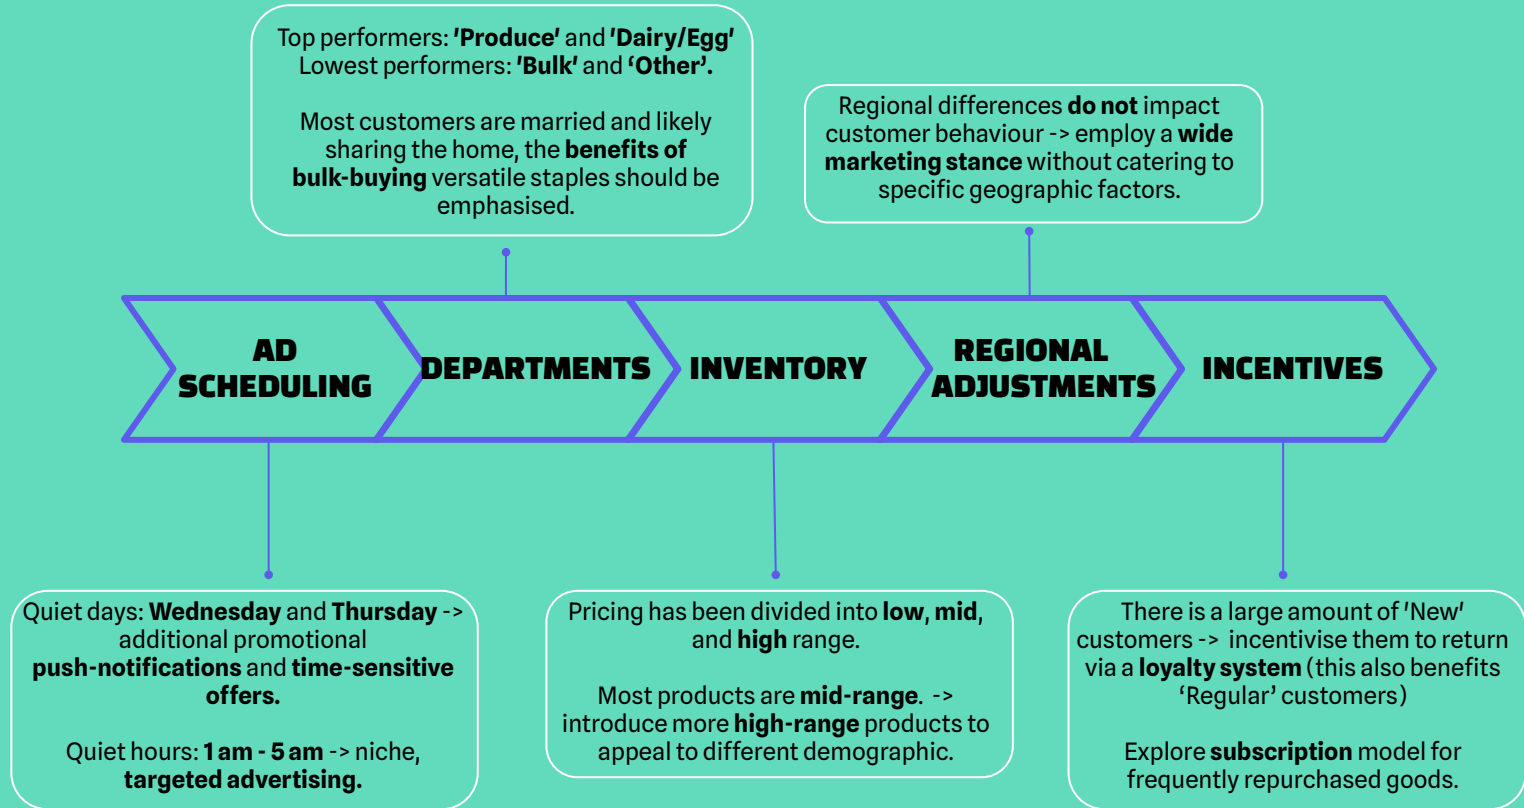 Top performers: 'Produce' and 'Dairy/Egg'
Lowest performers: 'Bulk' and ‘Other’.
Most customers are married and likely
sharing the home, the benefits of
bulk-buying versatile staples should be
emphasised.
Regional differences do not impact
customer behaviour -> employ a wide
marketing stance without catering to
specific geographic factors.
AD
SCHEDULING
DEPARTMENTS
INVENTORY
REGIONAL
ADJUSTMENTS
INCENTIVES
Quiet days: Wednesday and Thursday ->
additional promotional
push-notifications and time-sensitive
offers.
Quiet hours: 1 am - 5 am -> niche,
targeted advertising.
Pricing has been divided into low, mid,
and high range.
Most products are mid-range. ->
introduce more high-range products to
appeal to different demographic.
There is a large amount of 'New'
customers -> incentivise them to return
via a loyalty system (this also benefits
‘Regular’ customers)
Explore subscription model for
frequently repurchased goods.